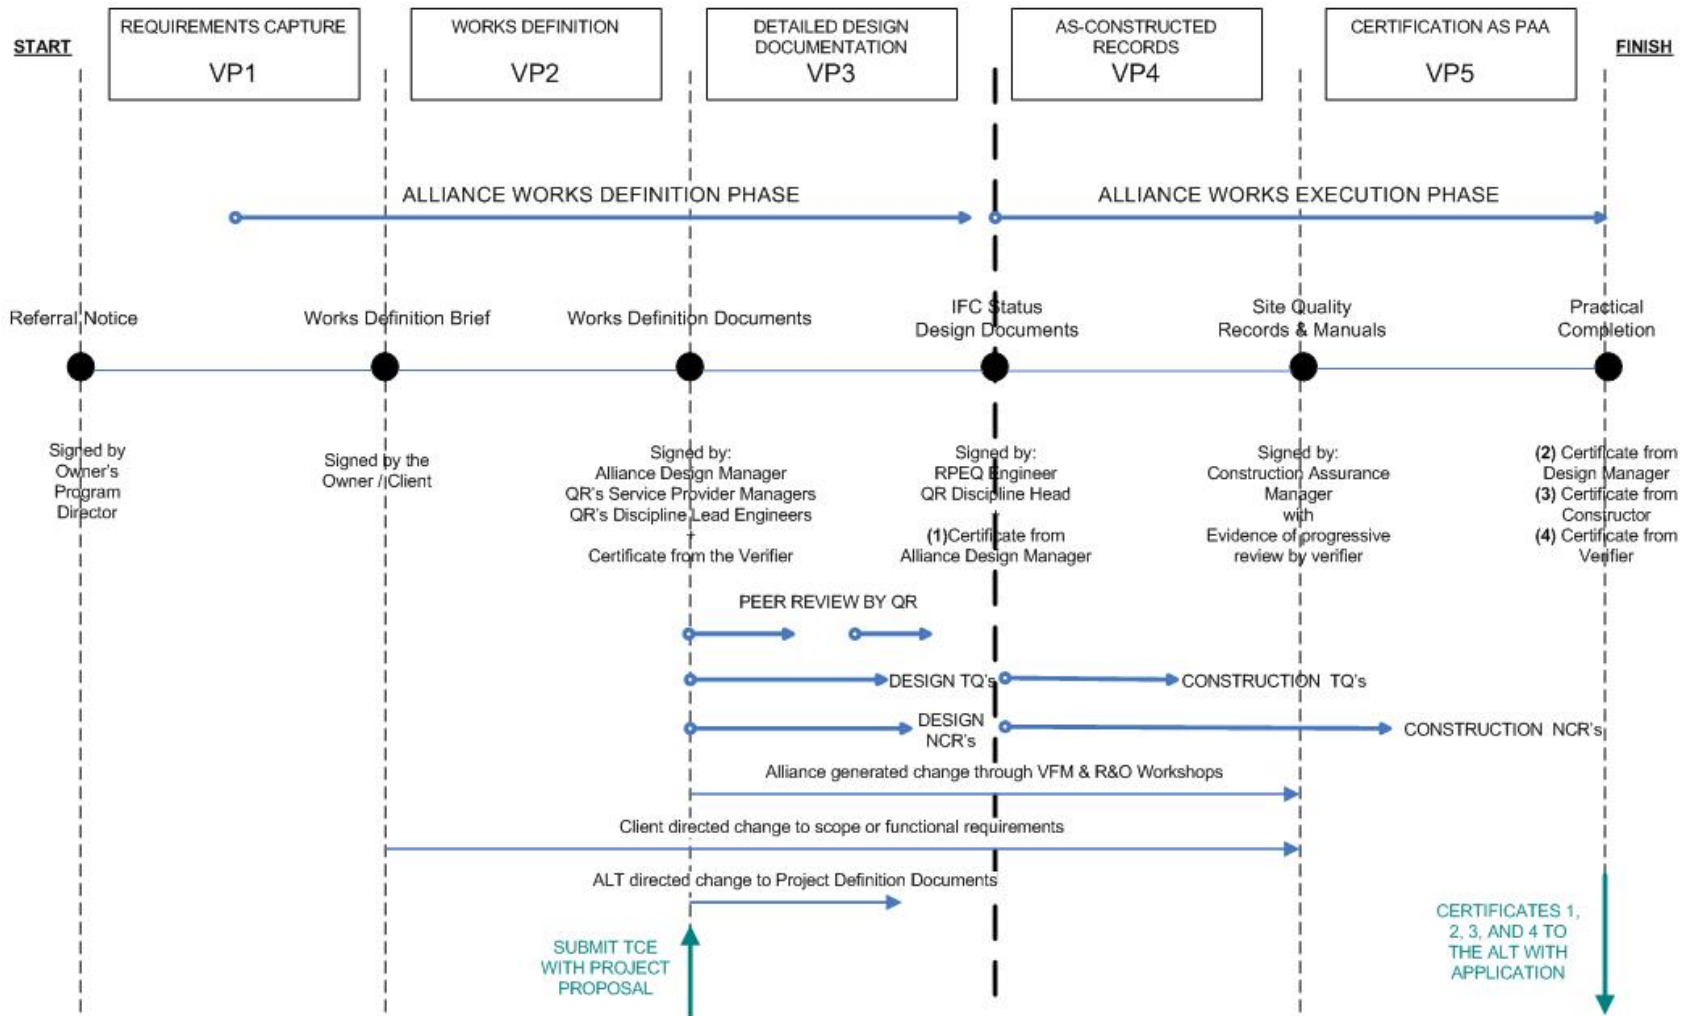 START
REQUIREMENTS CAPTURE
VP1
WORKS DEFINITION
VP2
DETAILED DESIGN
DOCUMENTATION
VP3
AS-CONSTRUCTED
RECORDS
VP4
CERTIFICATION AS PAA
VP5
FINISH
ALLIANCE WORKS DEFINITION PHASE
ALLIANCE WORKS EXECUTION PHASE
Referral Notice
Works Definition Brief
Works Definition Documents
IFC Status
Design Documents
Site Quality
Records & Manuals
Practical
Completion
Signed by
Owner's
Program
Director
Signed by the
Owner / Client
Signed by:
Alliance Design Manager
QR's Service Provider Managers
QR's Discipline Lead Engineers
+
Certificate from the Verifier
Signed by:
RPEQ Engineer
QR Discipline Head
+
(1)Certificate from
Alliance Design Manager
Signed by:
Construction Assurance
Manager
with
Evidence of progressive
review by verifier
(2) Certificate from
Design Manager
(3) Certificate from
Constructor
(4) Certificate from
Verifier
PEER REVIEW BY QR
DESIGN TQ's
CONSTRUCTION TQ's
DESIGN
NCR's
CONSTRUCTION NCR's
Alliance generated change through VFM & R&O Workshops
Client directed change to scope or functional requirements
ALT directed change to Project Definition Documents
SUBMIT TCE
WITH PROJECT
PROPOSAL
CERTIFICATES 1,
2, 3, AND 4 TO
THE ALT WITH
APPLICATION